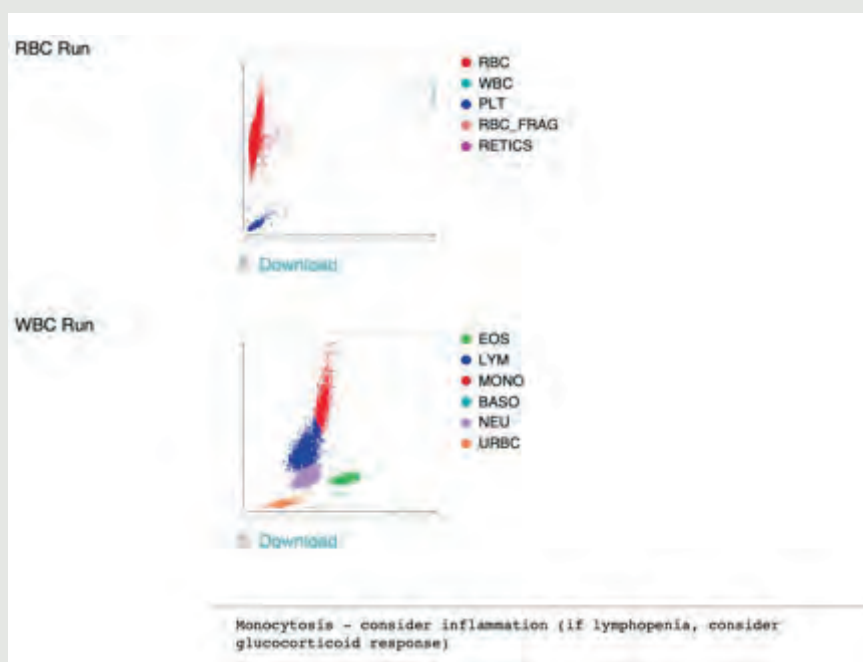 RBC Run
RBC
WBC
PLT
RBC_FRAG
RETICS
Download
WBC Run
EOS
LYM
MONO
BASO
NEU
URBC
Download
Monocytosis - consider inflammation (if lymphopenia, consider
glucocorticoid response)